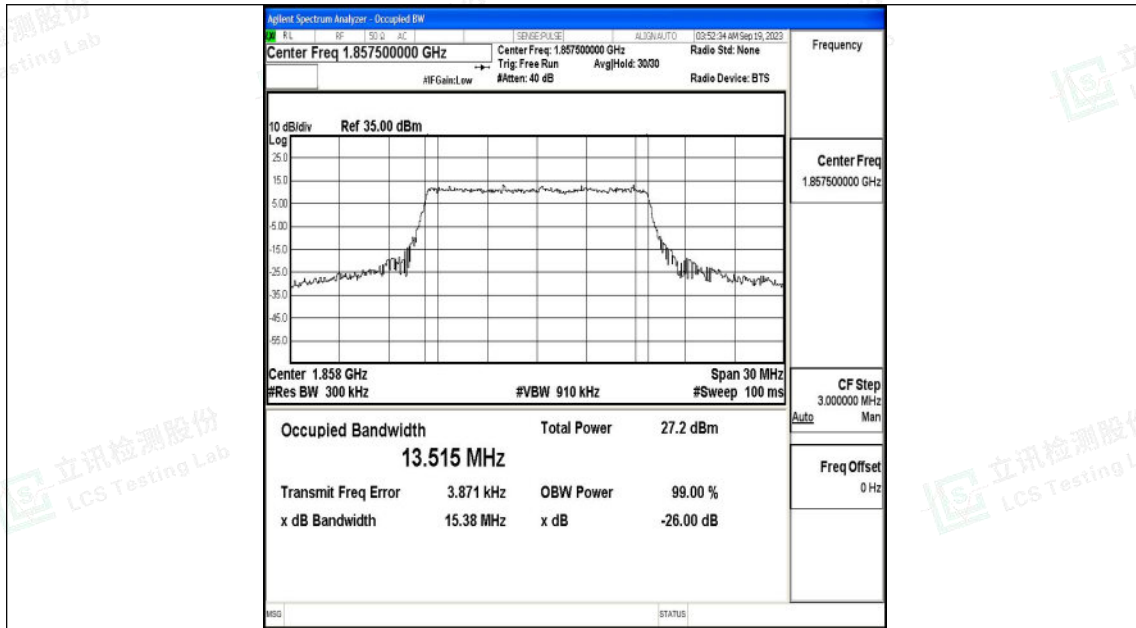 Agilent Spectrum Analyzer - Occupied BW
RL RF 50 Ω AC SENSE:PULSE ALIGNAUTO 03:52:34 AM Sep 19, 2023
Center Freq 1.857500000 GHz
Center Freq: 1.857500000 GHz
Radio Std: None
Trig: Free Run Avg|Hold: 30/30
#IFGain:Low
#Atten: 40 dB
Radio Device: BTS
10 dB/div Ref 35.00 dBm
Log
25.0
15.0
5.00
-5.00
-15.0
-25.0
-35.0
-45.0
-55.0
Center 1.858 GHz
Span 30 MHz
#Res BW 300 kHz
#VBW 910 kHz
#Sweep 100 ms
Occupied Bandwidth
Total Power 27.2 dBm
13.515 MHz
Transmit Freq Error 3.871 kHz
OBW Power 99.00 %
x dB Bandwidth 15.38 MHz
x dB -26.00 dB
MSG
STATUS
Frequency
Center Freq
1.857500000 GHz
CF Step
3.000000 MHz
Auto Man
Freq Offset
0 Hz
立讯检测股份
LCS Testing Lab
立讯检测股份
LCS Testing L
测股份
esting Lab
立